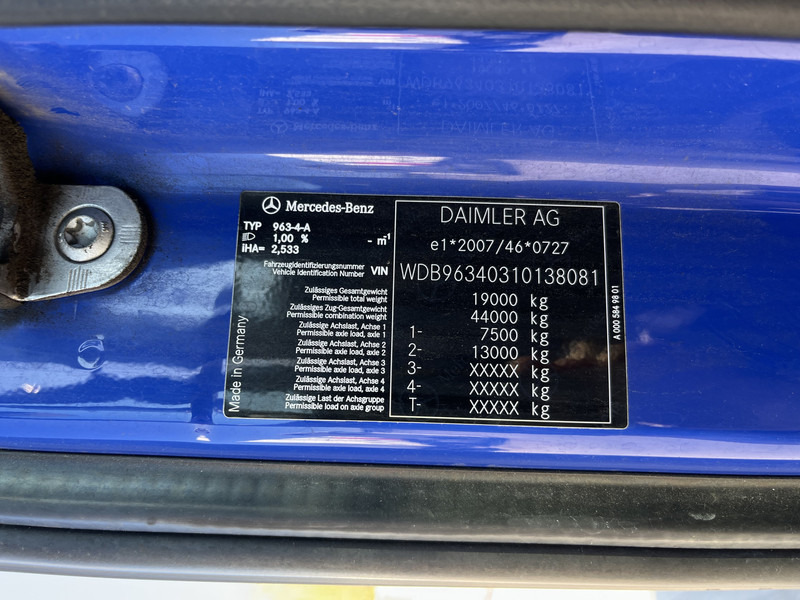 Mercedes-Benz
TYP 963-4-A
1,00 % - m⁻¹
iHA= 2,533
DAIMLER AG
e1*2007/46*0727
Fahrzeugidentifizierungsnummer
Vehicle Identification Number VIN WDB96340310138081
Zulässiges Gesamtgewicht
Permissible total weight 19000 kg
Zulässiges Zug-Gesamtgewicht
Permissible combination weight 44000 kg
Zulässige Achslast, Achse 1
Permissible axle load, axle 1 1- 7500 kg
Zulässige Achslast, Achse 2
Permissible axle load, axle 2 2- 13000 kg
Zulässige Achslast, Achse 3
Permissible axle load, axle 3 3- XXXXX kg
Zulässige Achslast, Achse 4
Permissible axle load, axle 4 4- XXXXX kg
Zulässige Last der Achsgruppe
Permissible load on axle group T- XXXXX kg
Made in Germany
A 000 584 98 01